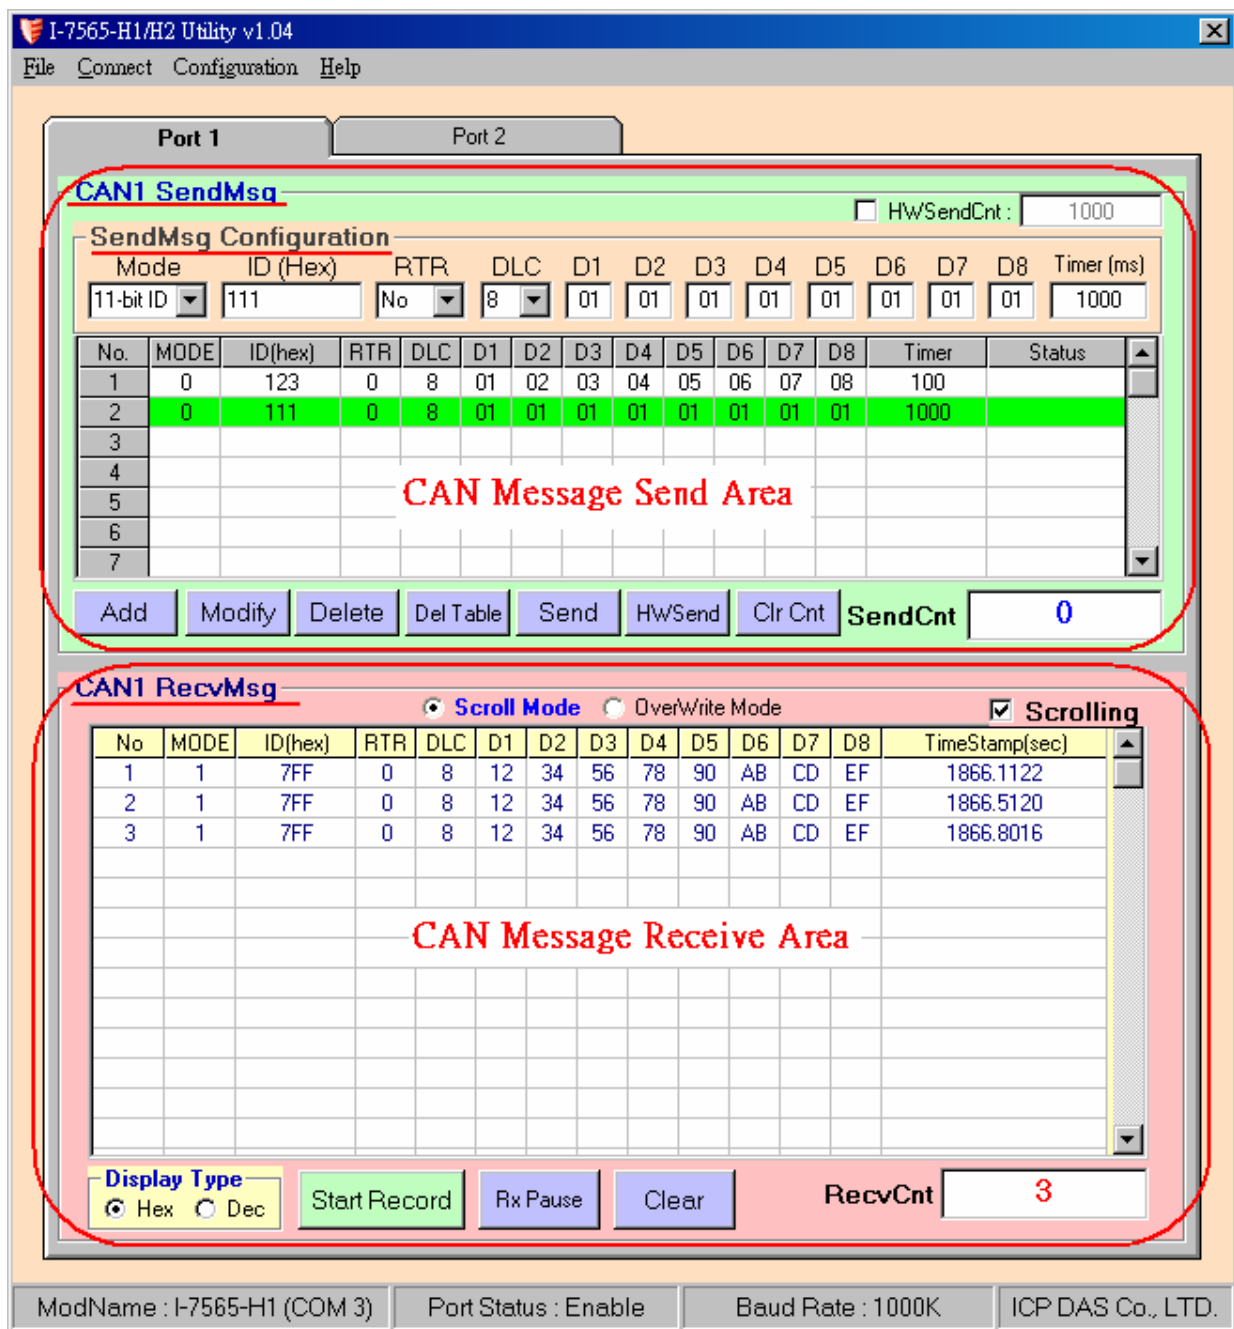 I-7565-H1/H2 Utility v1.04
File Connect Configuration Help
Port 1 Port 2
CAN1 SendMsg
HWSendCnt : 1000
SendMsg Configuration
Mode ID (Hex) RTR DLC D1 D2 D3 D4 D5 D6 D7 D8 Timer (ms)
11-bit ID 111 No 8 01 01 01 01 01 01 01 01 1000
No. MODE ID(hex) RTR DLC D1 D2 D3 D4 D5 D6 D7 D8 Timer Status
1 0 123 0 8 01 02 03 04 05 06 07 08 100
2 0 111 0 8 01 01 01 01 01 01 01 01 1000
3
4
CAN Message Send Area
5
6
7
Add Modify Delete Del Table Send HWSend Clr Cnt SendCnt 0
CAN1 RecvMsg
Scroll Mode OverWrite Mode Scrolling
No MODE ID(hex) RTR DLC D1 D2 D3 D4 D5 D6 D7 D8 TimeStamp(sec)
1 1 7FF 0 8 12 34 56 78 90 AB CD EF 1866.1122
2 1 7FF 0 8 12 34 56 78 90 AB CD EF 1866.5120
3 1 7FF 0 8 12 34 56 78 90 AB CD EF 1866.8016
CAN Message Receive Area
Display Type
Hex Dec
Start Record Rx Pause Clear RecvCnt 3
ModName : I-7565-H1 (COM 3) Port Status : Enable Baud Rate : 1000K ICP DAS Co., LTD.